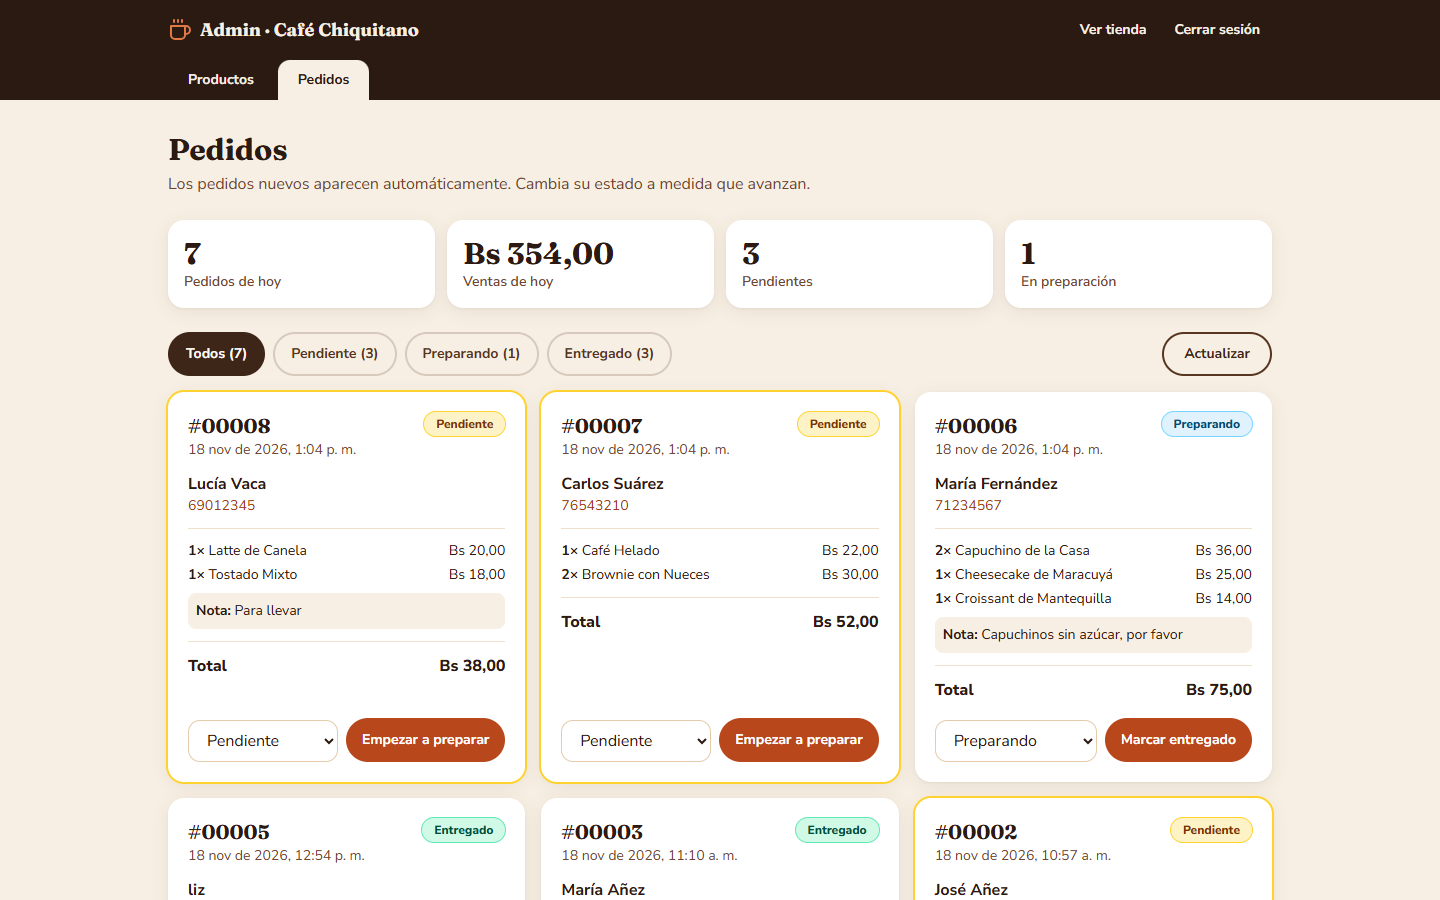 Admin · Café Chiquitano
Ver tienda
Cerrar sesión
Productos
Pedidos
Pedidos
Los pedidos nuevos aparecen automáticamente. Cambia su estado a medida que avanzan.
7
Pedidos de hoy
Bs 354,00
Ventas de hoy
3
Pendientes
1
En preparación
Todos (7)
Pendiente (3)
Preparando (1)
Entregado (3)
Actualizar
#00008
Pendiente
18 nov de 2026, 1:04 p. m.
Lucía Vaca
69012345
1× Latte de Canela Bs 20,00
1× Tostado Mixto Bs 18,00
Nota: Para llevar
Total Bs 38,00
Pendiente
Empezar a preparar
#00007
Pendiente
18 nov de 2026, 1:04 p. m.
Carlos Suárez
76543210
1× Café Helado Bs 22,00
2× Brownie con Nueces Bs 30,00
Total Bs 52,00
Pendiente
Empezar a preparar
#00006
Preparando
18 nov de 2026, 1:04 p. m.
María Fernández
71234567
2× Capuchino de la Casa Bs 36,00
1× Cheesecake de Maracuyá Bs 25,00
1× Croissant de Mantequilla Bs 14,00
Nota: Capuchinos sin azúcar, por favor
Total Bs 75,00
Preparando
Marcar entregado
#00005
Entregado
18 nov de 2026, 12:54 p. m.
liz
#00003
Entregado
18 nov de 2026, 11:10 a. m.
María Añez
#00002
Pendiente
18 nov de 2026, 10:57 a. m.
José Añez